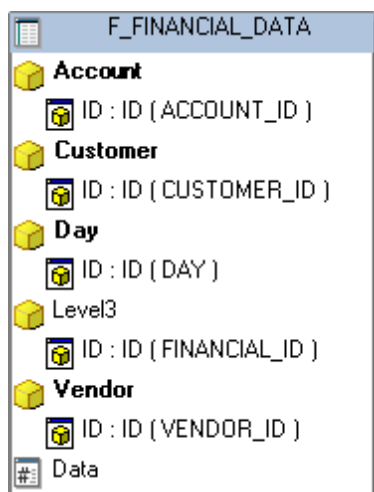 F_FINANCIAL_DATA
Account
ID : ID ( ACCOUNT_ID )
Customer
ID : ID ( CUSTOMER_ID )
Day
ID : ID ( DAY )
Level3
ID : ID ( FINANCIAL_ID )
Vendor
ID : ID ( VENDOR_ID )
Data